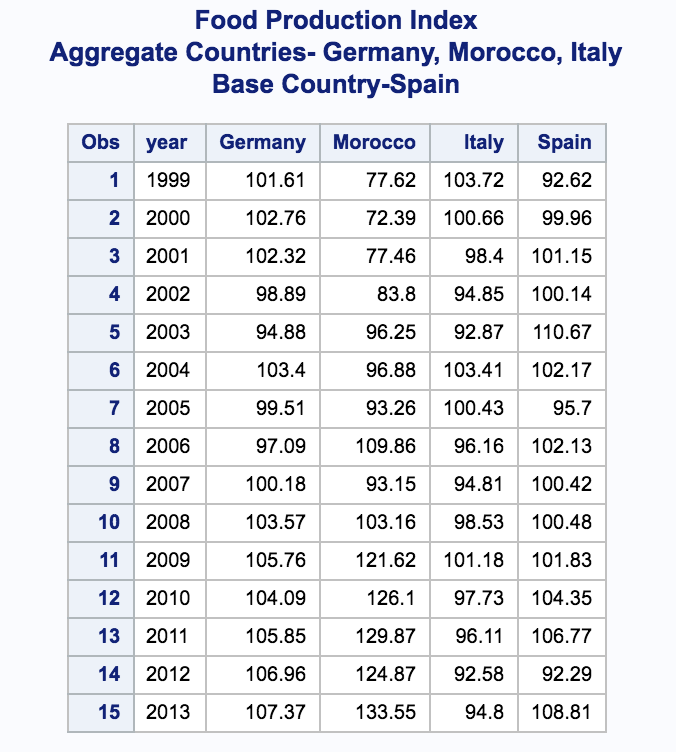 Food Production Index
Aggregate Countries- Germany, Morocco, Italy
Base Country-Spain
Obs year Germany Morocco Italy Spain
1 1999 101.61 77.62 103.72 92.62
2 2000 102.76 72.39 100.66 99.96
3 2001 102.32 77.46 98.4 101.15
4 2002 98.89 83.8 94.85 100.14
5 2003 94.88 96.25 92.87 110.67
6 2004 103.4 96.88 103.41 102.17
7 2005 99.51 93.26 100.43 95.7
8 2006 97.09 109.86 96.16 102.13
9 2007 100.18 93.15 94.81 100.42
10 2008 103.57 103.16 98.53 100.48
11 2009 105.76 121.62 101.18 101.83
12 2010 104.09 126.1 97.73 104.35
13 2011 105.85 129.87 96.11 106.77
14 2012 106.96 124.87 92.58 92.29
15 2013 107.37 133.55 94.8 108.81